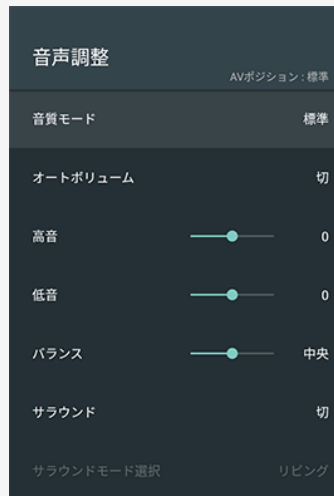 音声調整
AVポジション : 標準
音質モード 標準
オートボリューム 切
高音 0
低音 0
バランス 中央
サラウンド 切
サラウンドモード選択 リビング